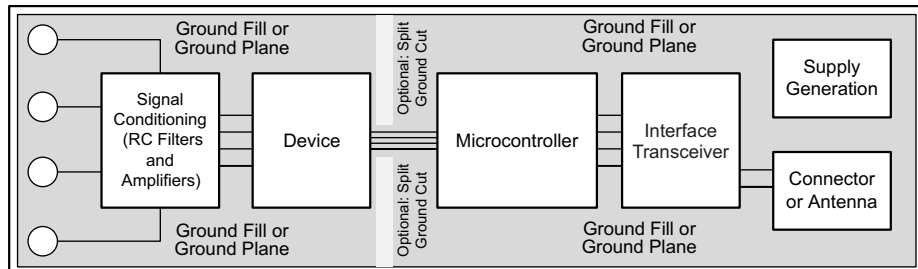 Ground Fill or
Ground Plane
Optional: Split
Ground Cut
Ground Fill or
Ground Plane
Supply
Generation
Signal
Conditioning
(RC Filters
and
Amplifiers)
Device
Microcontroller
Interface
Transceiver
Connector
or Antenna
Ground Fill or
Ground Plane
Optional: Split
Ground Cut
Ground Fill or
Ground Plane